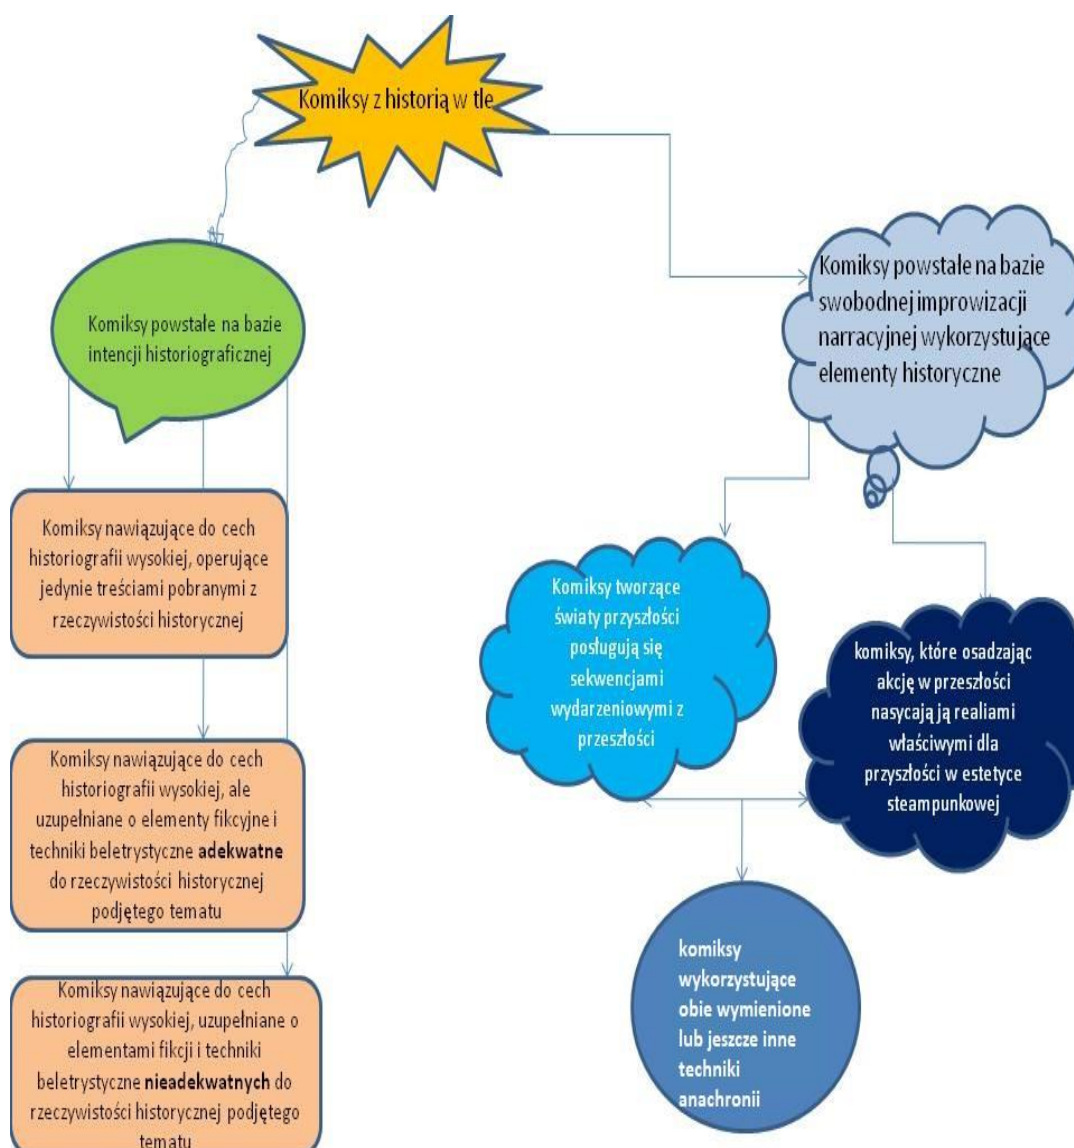 Komiksy z historią w tle
Komiksy powstałe na bazie
intencji historiograficznej
Komiksy powstałe na bazie
swobodnej improwizacji
narracyjnej wykorzystujące
elementy historyczne
Komiksy nawiązujące do cech
historiografii wysokiej, operujące
jedynie treściami pobranymi z
rzeczywistości historycznej
Komiksy nawiązujące do cech
historiografii wysokiej, ale
uzupełniane o elementy fikcyjne i
techniki beletrystyczne adekwatne
do rzeczywistości historycznej
podjętego tematu
Komiksy nawiązujące do cech
historiografii wysokiej, uzupełniane o
elementami fikcji i techniki
beletrystyczne nieadekwatnych do
rzeczywistości historycznej podjętego
tematu
Komiksy tworzące
światy przyszłości
posługują się
sekwencjami
wydarzeniowymi z
przeszłości
komiksy, które osadzając
akcję w przeszłości
nasycają ją realiami
właściwymi dla
przyszłości w estetyce
steampunkowej
komiksy
wykorzystujące
obie wymienione
lub jeszcze inne
techniki
anachronii